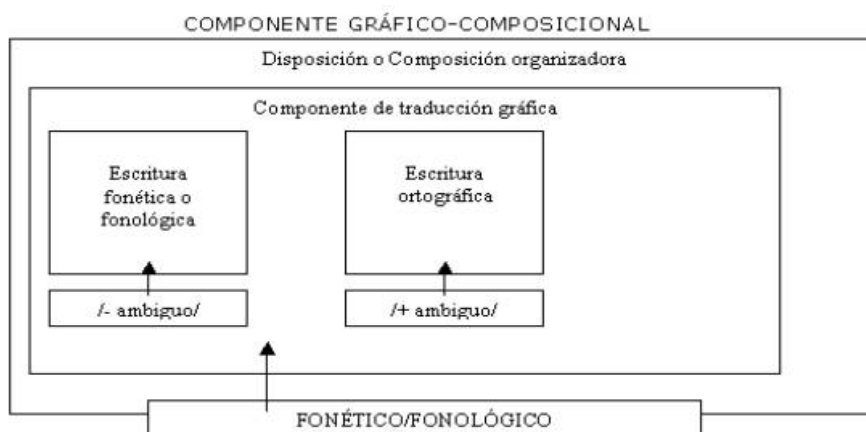 COMPONENTE GRÁFICO-COMPOSICIONAL
Disposición o Composición organizadora
Componente de traducción gráfica
Escritura
fonética o
fonológica
Escritura
ortográfica
/- ambiguo/
/+ ambiguo/
FONÉTICO/FONOLÓGICO